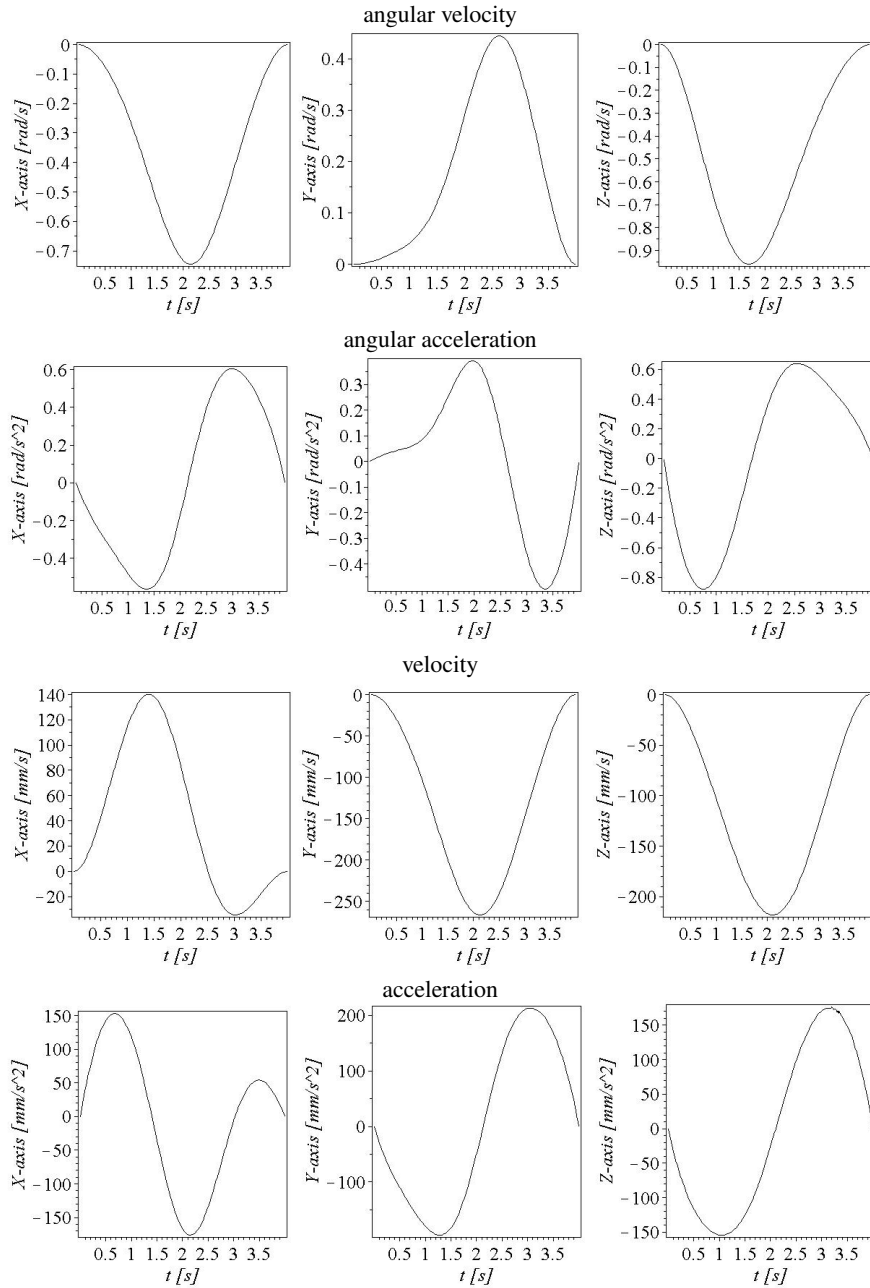 angular velocity
0
−0.1
−0.2
−0.3
−0.4
−0.5
−0.6
−0.7
X-axis [rad/s]
0.5 1 1.5 2 2.5 3 3.5
t [s]
0.4
0.3
0.2
0.1
0
Y-axis [rad/s]
0.5 1 1.5 2 2.5 3 3.5
t [s]
0
−0.1
−0.2
−0.3
−0.4
−0.5
−0.6
−0.7
−0.8
−0.9
Z-axis [rad/s]
0.5 1 1.5 2 2.5 3 3.5
t [s]
angular acceleration
0.6
0.4
0.2
0
−0.2
−0.4
X-axis [rad/s^2]
0.5 1 1.5 2 2.5 3 3.5
t [s]
0.3
0.2
0.1
0
−0.1
−0.2
−0.3
−0.4
Y-axis [rad/s^2]
0.5 1 1.5 2 2.5 3 3.5
t [s]
0.6
0.4
0.2
0
−0.2
−0.4
−0.6
−0.8
Z-axis [rad/s^2]
0.5 1 1.5 2 2.5 3 3.5
t [s]
velocity
140
120
100
80
60
40
20
0
−20
X-axis [mm/s]
0.5 1 1.5 2 2.5 3 3.5
t [s]
0
−50
−100
−150
−200
−250
Y-axis [mm/s]
0.5 1 1.5 2 2.5 3 3.5
t [s]
0
−50
−100
−150
−200
Z-axis [mm/s]
0.5 1 1.5 2 2.5 3 3.5
t [s]
acceleration
150
100
50
0
−50
−100
−150
X-axis [mm/s^2]
0.5 1 1.5 2 2.5 3 3.5
t [s]
200
100
0
−100
Y-axis [mm/s^2]
0.5 1 1.5 2 2.5 3 3.5
t [s]
150
100
50
0
−50
−100
−150
Z-axis [mm/s^2]
0.5 1 1.5 2 2.5 3 3.5
t [s]